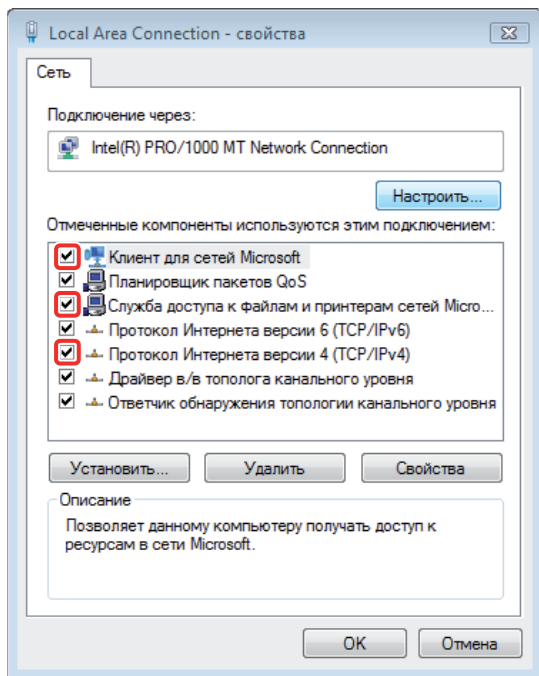 Local Area Connection - свойства
Сеть
Подключение через:
Intel(R) PRO/1000 MT Network Connection
Настроить...
Отмеченные компоненты используются этим подключением:
Клиент для сетей Microsoft
Планировщик пакетов QoS
Служба доступа к файлам и принтерам сетей Micro...
Протокол Интернета версии 6 (TCP/IPv6)
Протокол Интернета версии 4 (TCP/IPv4)
Драйвер в/в тополога канального уровня
Ответчик обнаружения топологии канального уровня
Установить...
Удалить
Свойства
Описание
Позволяет данному компьютеру получать доступ к
ресурсам в сети Microsoft.
OK
Отмена